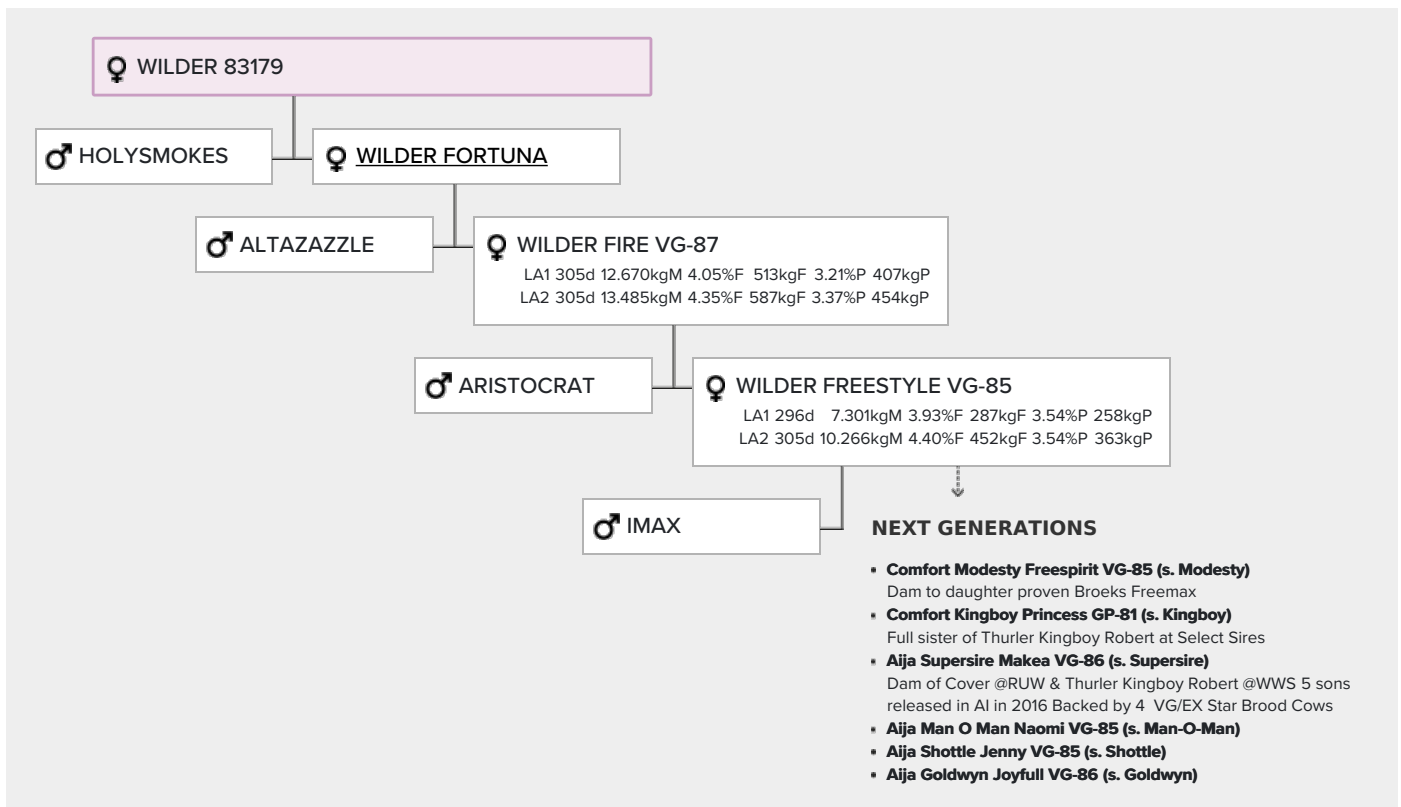 WILDER 83179
HOLYSMOKES
WILDER FORTUNA
ALTAZAZZLE
WILDER FIRE VG-87
LA1 305d 12.670kgM 4.05%F 513kgF 3.21%P 407kgP
LA2 305d 13.485kgM 4.35%F 587kgF 3.37%P 454kgP
ARISTOCRAT
WILDER FREESTYLE VG-85
LA1 296d 7.301kgM 3.93%F 287kgF 3.54%P 258kgP
LA2 305d 10.266kgM 4.40%F 452kgF 3.54%P 363kgP
IMAX
NEXT GENERATIONS
Comfort Modesty Freespirit VG-85 (s. Modesty)
Dam to daughter proven Broeks Freemax
Comfort Kingboy Princess GP-81 (s. Kingboy)
Full sister of Thurler Kingboy Robert at Select Sires
Aija Supersire Makea VG-86 (s. Supersire)
Dam of Cover @RUW & Thurler Kingboy Robert @WWS 5 sons
released in AI in 2016 Backed by 4 VG/EX Star Brood Cows
Aija Man O Man Naomi VG-85 (s. Man-O-Man)
Aija Shottle Jenny VG-85 (s. Shottle)
Aija Goldwyn Joyfull VG-86 (s. Goldwyn)